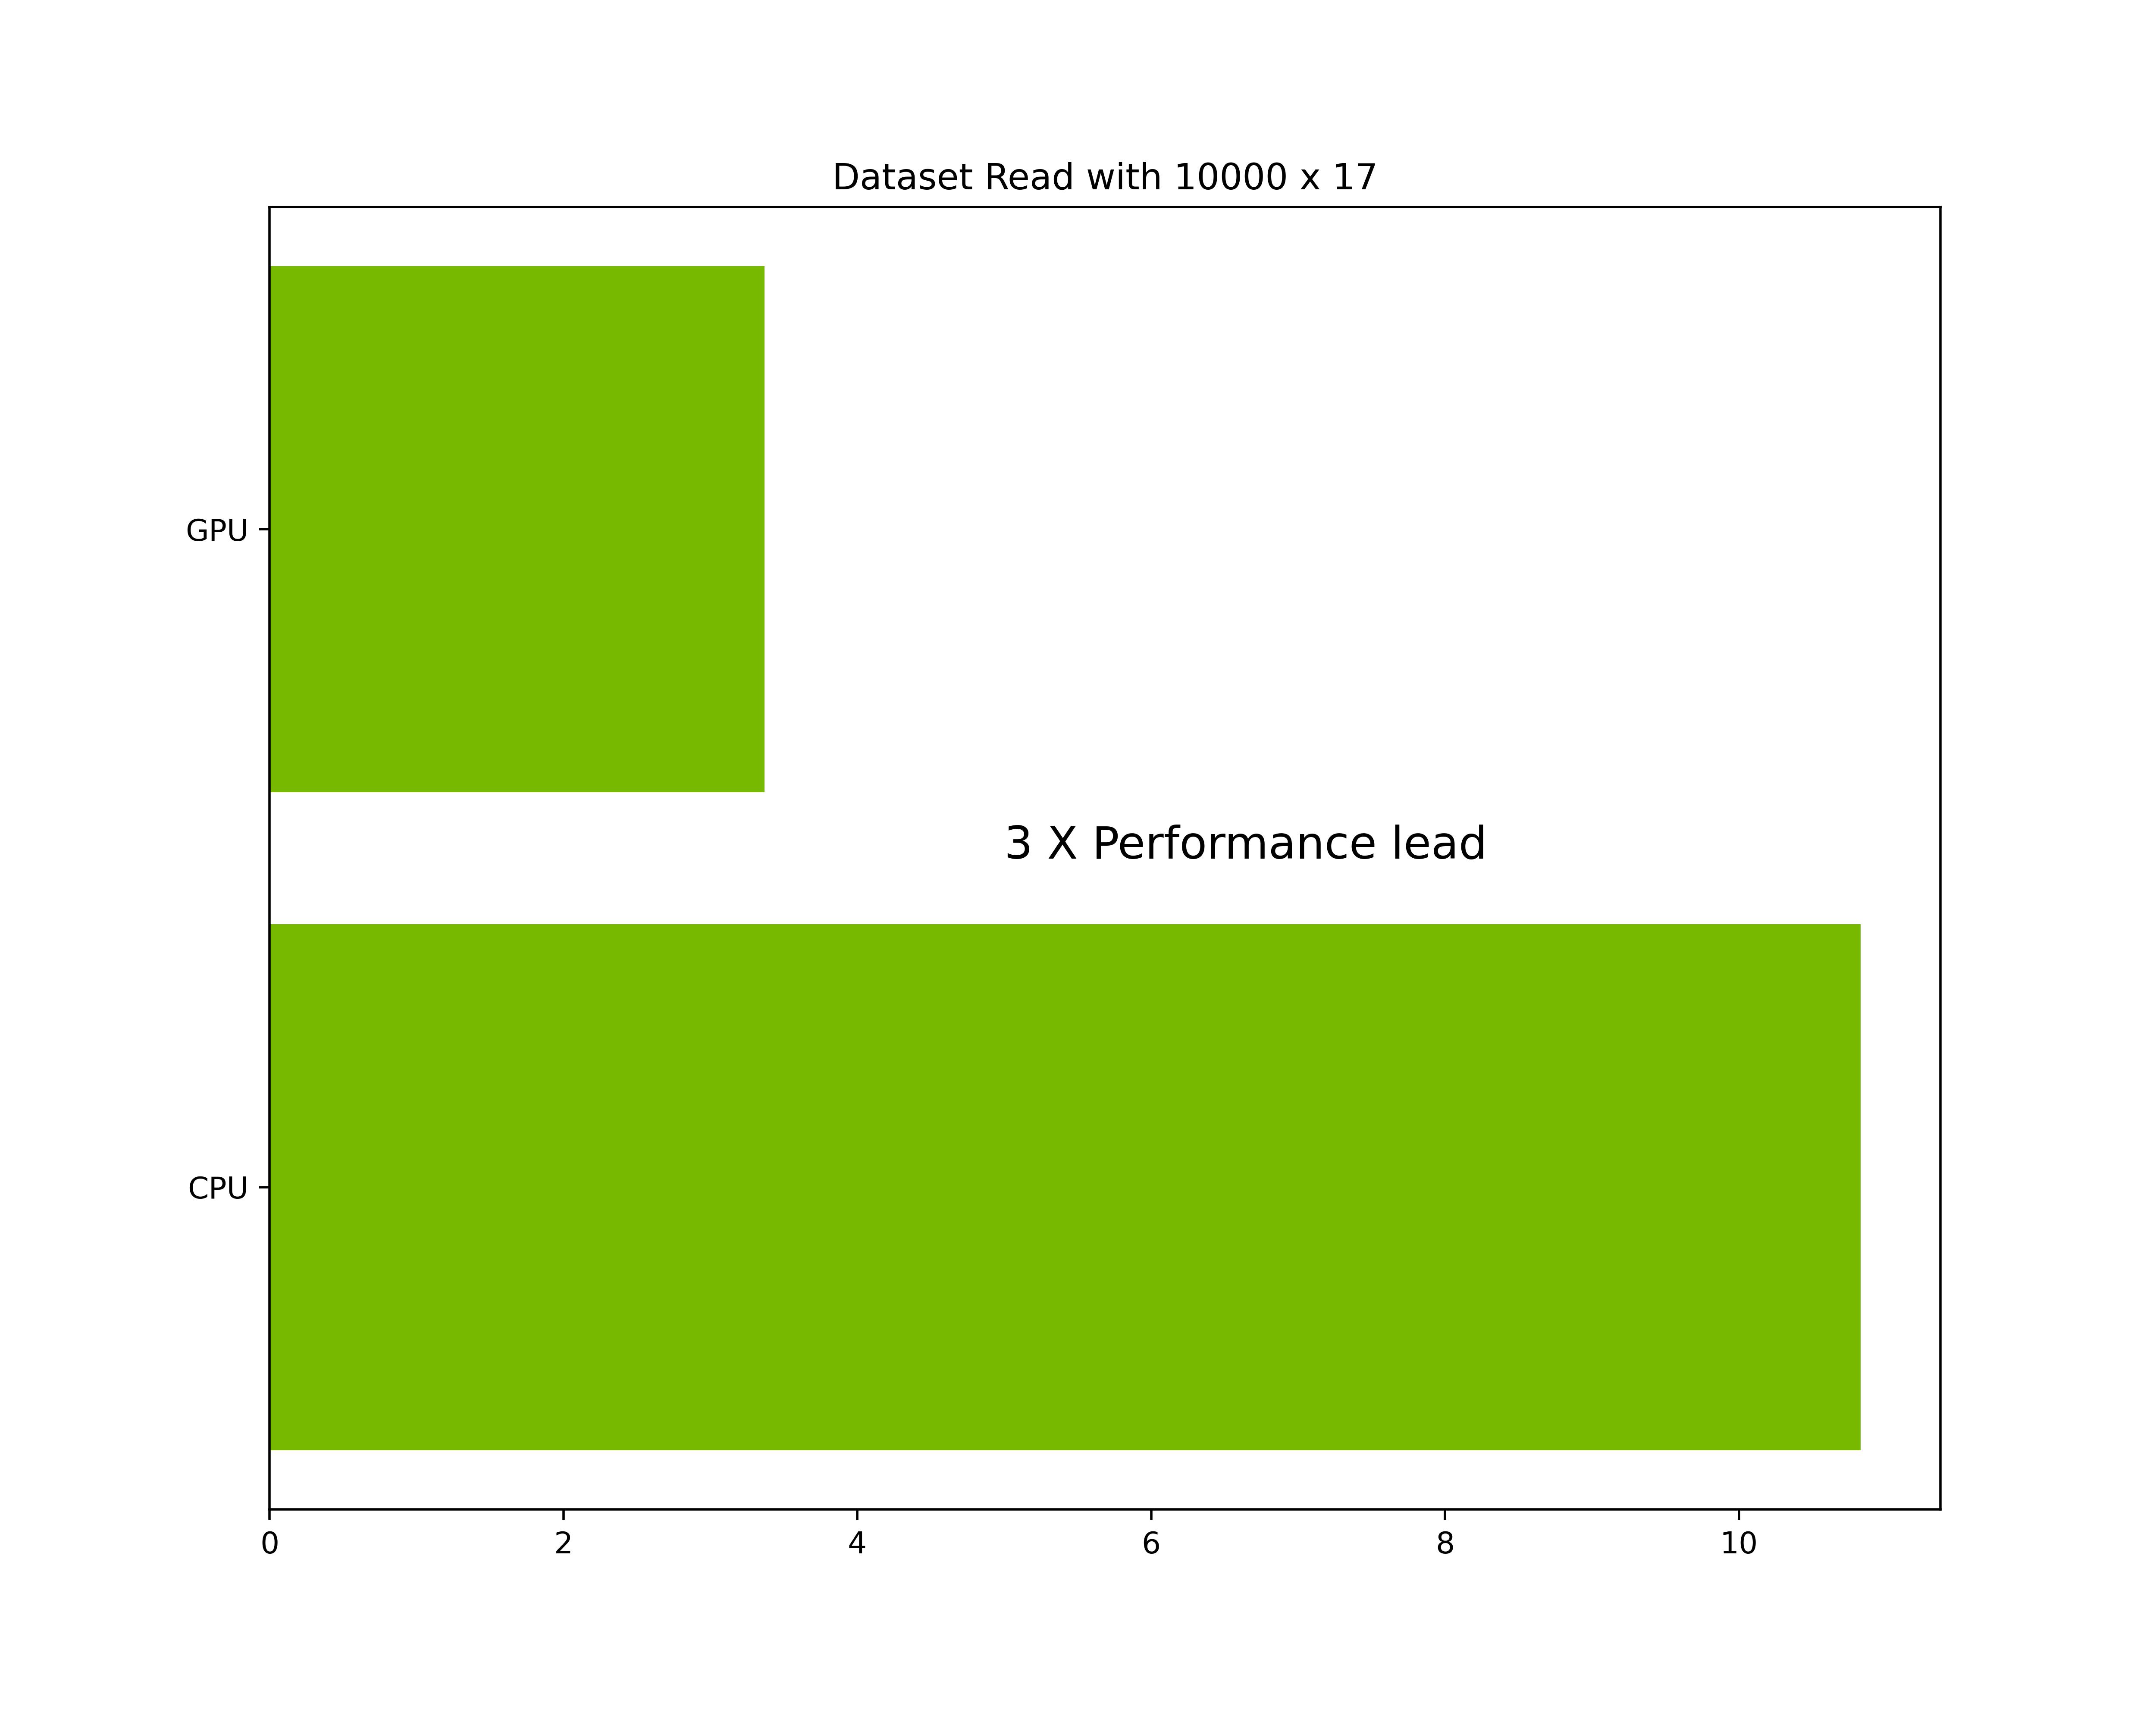 Dataset Read with 10000 x 17
GPU
3 X Performance lead
CPU
0 2 4 6 8 10